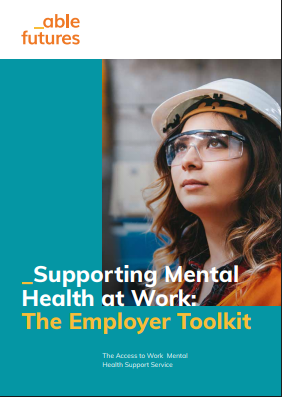 _able
futures
_Supporting Mental
Health at Work:
The Employer Toolkit
The Access to Work Mental
Health Support Service